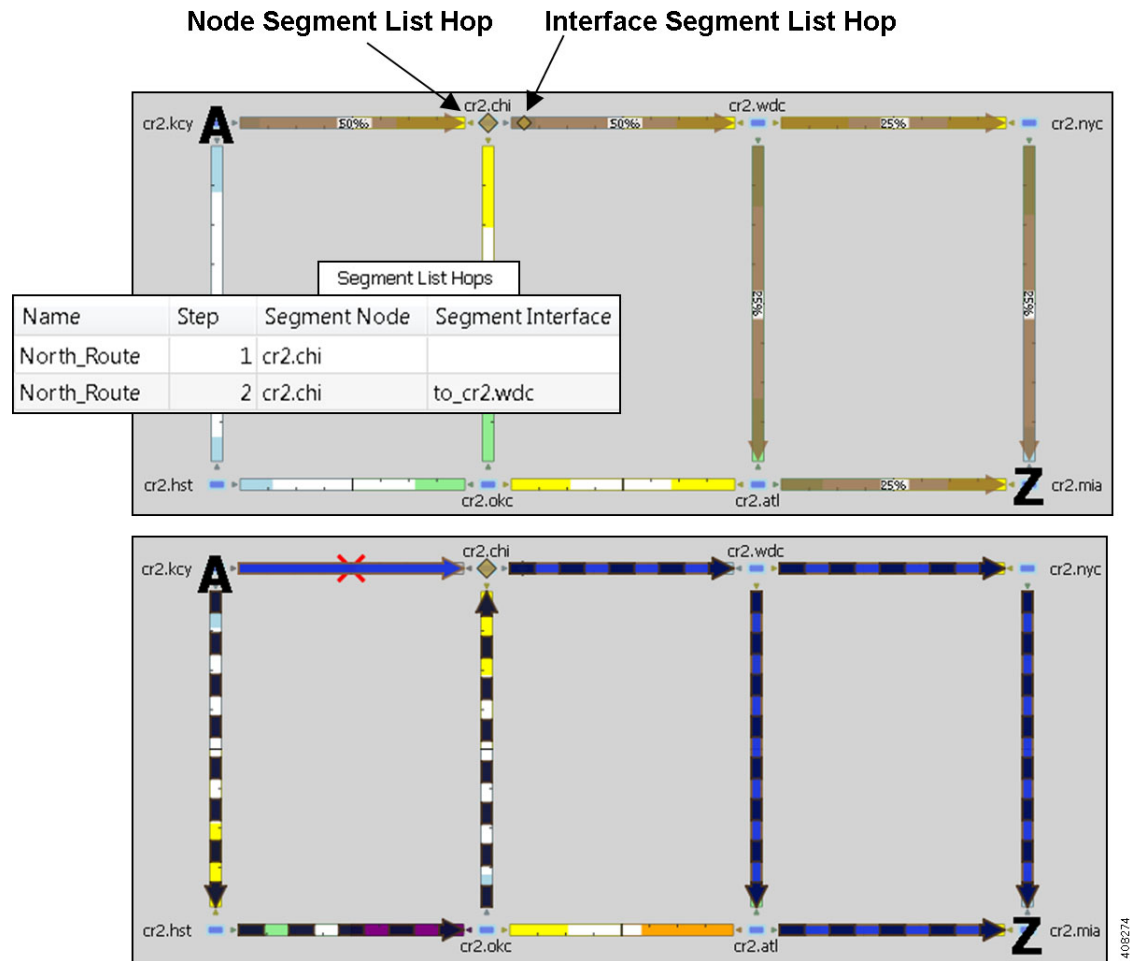 Node Segment List Hop Interface Segment List Hop
cr2.chi cr2.wdc
cr2.kcy A 50% 50% 25% cr2.nyc
25% 25%
Segment List Hops
Name Step Segment Node Segment Interface
North_Route 1 cr2.chi
North_Route 2 cr2.chi to_cr2.wdc
cr2.hst 25% Z cr2.mia
cr2.okc cr2.atl
cr2.chi cr2.wdc
cr2.kcy A cr2.nyc
cr2.hst Z cr2.mia
cr2.okc cr2.atl
408274